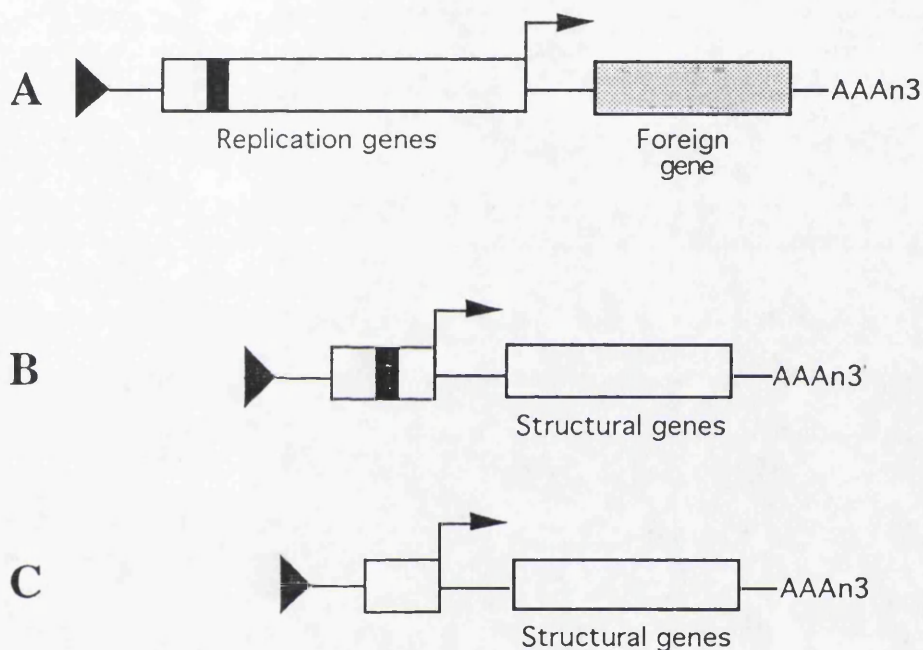 A
AAAn3
Replication genes
Foreign
gene
B
AAAn3'
Structural genes
C
AAAn3
Structural genes